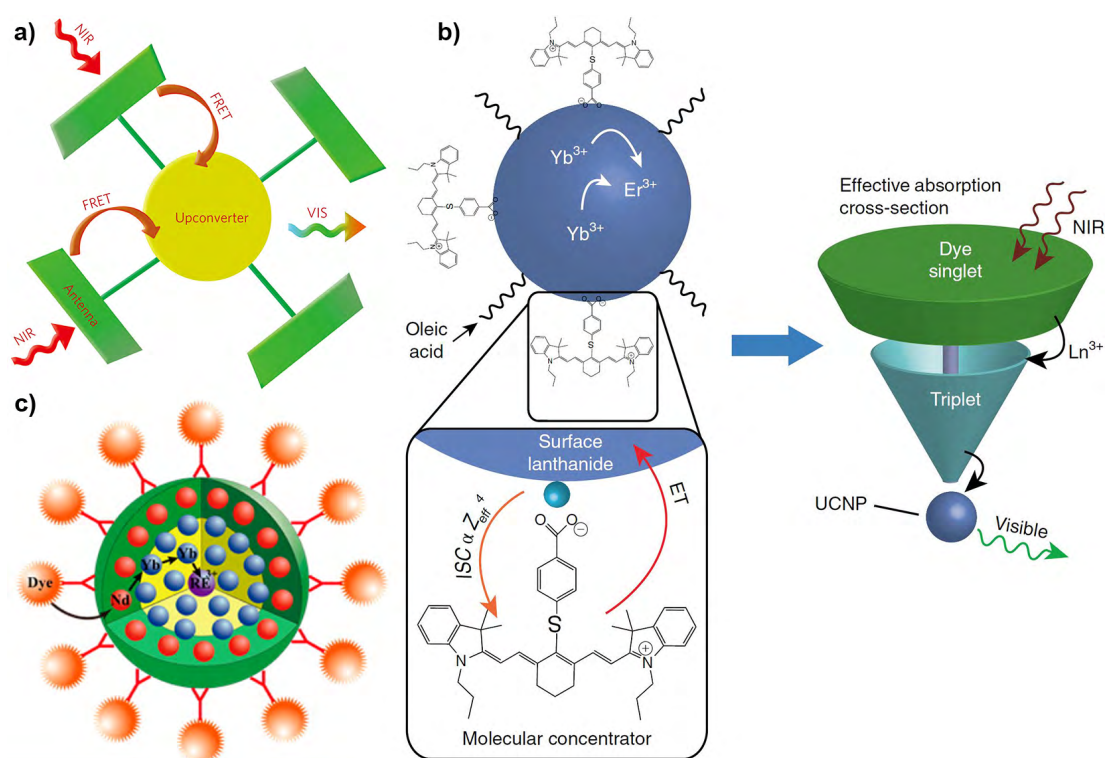 a)
NIR
FRET
FRET
Upconverter
VIS
Antenna
NIR
b)
N
⊕
N
S
O
O
⊖
N
S
O
O
⊖
N
⊕
Yb³⁺
Er³⁺
Yb³⁺
Oleic
acid
O
O
⊖
S
N
N
⊕
Surface
lanthanide
ISC α Z_eff⁴
ET
O
O
⊖
S
N
N
⊕
Molecular concentrator
Effective absorption
cross-section
NIR
Dye
singlet
Ln³⁺
Triplet
UCNP
Visible
c)
Dye
Nd
Yb
Yb
RE³⁺